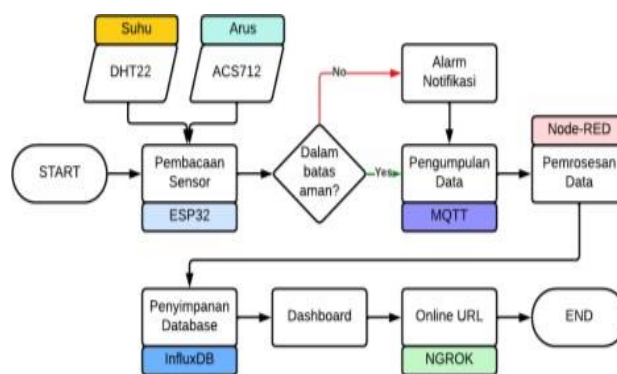 Suhu
Arus
DHT22
ACS712
Alarm
Notifikasi
No
Node-RED
START
Pembacaan
Sensor
ESP32
Dalam
batas
aman?
Yes
Pengumpulan
Data
MQTT
Pemrosesan
Data
Penyimpanan
Database
InfluxDB
Dashboard
Online URL
NGROK
END